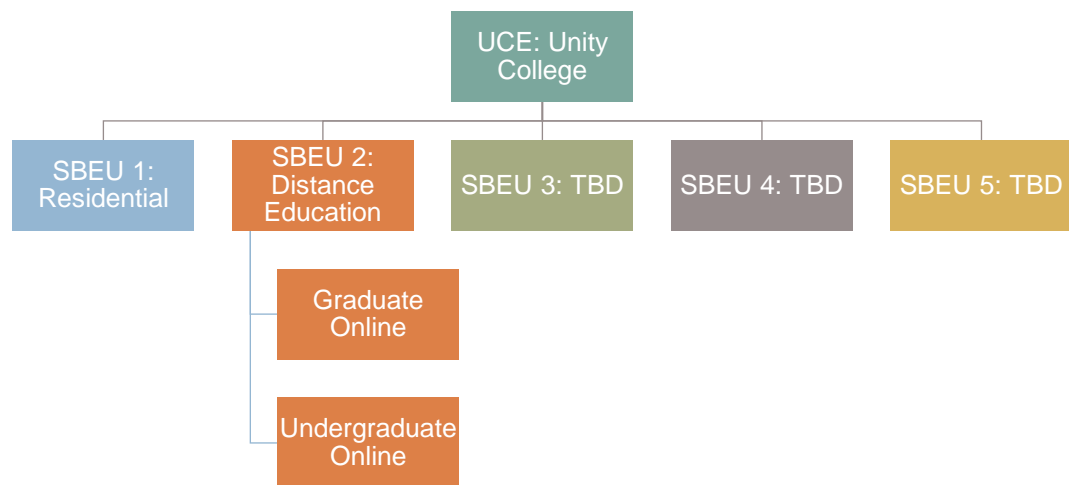 UCE: Unity
College
SBEU 1:
Residential
SBEU 2:
Distance
Education
SBEU 3: TBD
SBEU 4: TBD
SBEU 5: TBD
Graduate
Online
Undergraduate
Online